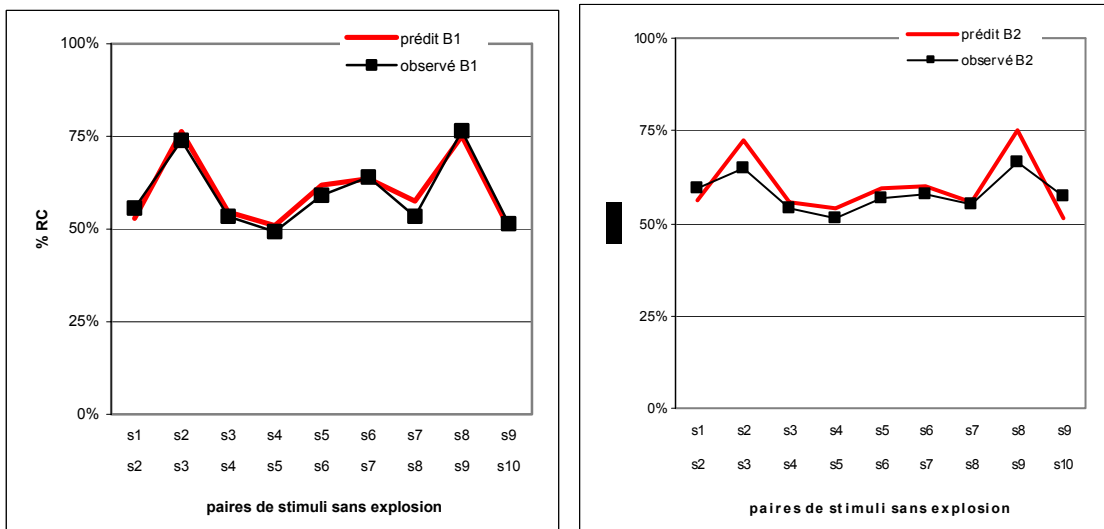 100%
75%
50%
25%
0%
% RC
prédit B1
observé B1
s1 s2 s3 s4 s5 s6 s7 s8 s9
s2 s3 s4 s5 s6 s7 s8 s9 s10
paires de stimuli sans explosion
100%
75%
50%
25%
0%
prédit B2
observé B2
s1 s2 s3 s4 s5 s6 s7 s8 s9
s2 s3 s4 s5 s6 s7 s8 s9 s10
paires de stimuli sans explosion